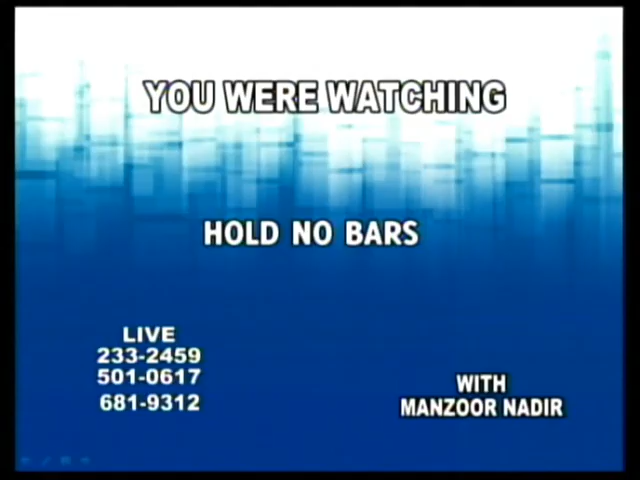 YOU WERE WATCHING
HOLD NO BARS
LIVE
233-2459
501-0617
681-9312
WITH
MANZOOR NADIR